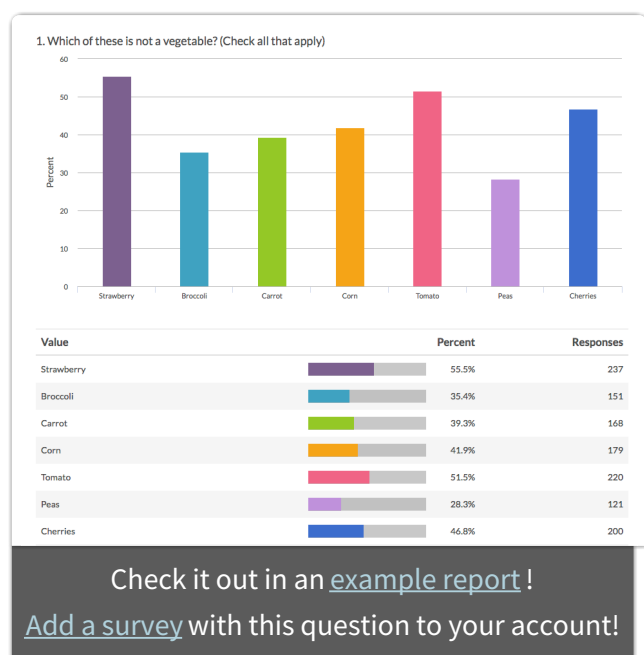 1. Which of these is not a vegetable? (Check all that apply)
60
50
40
30
20
10
0
Percent
Strawberry Broccoli Carrot Corn Tomato Peas Cherries
Value Percent Responses
Strawberry 55.5% 237
Broccoli 35.4% 151
Carrot 39.3% 168
Corn 41.9% 179
Tomato 51.5% 220
Peas 28.3% 121
Cherries 46.8% 200
Check it out in an example report!
Add a survey with this question to your account!